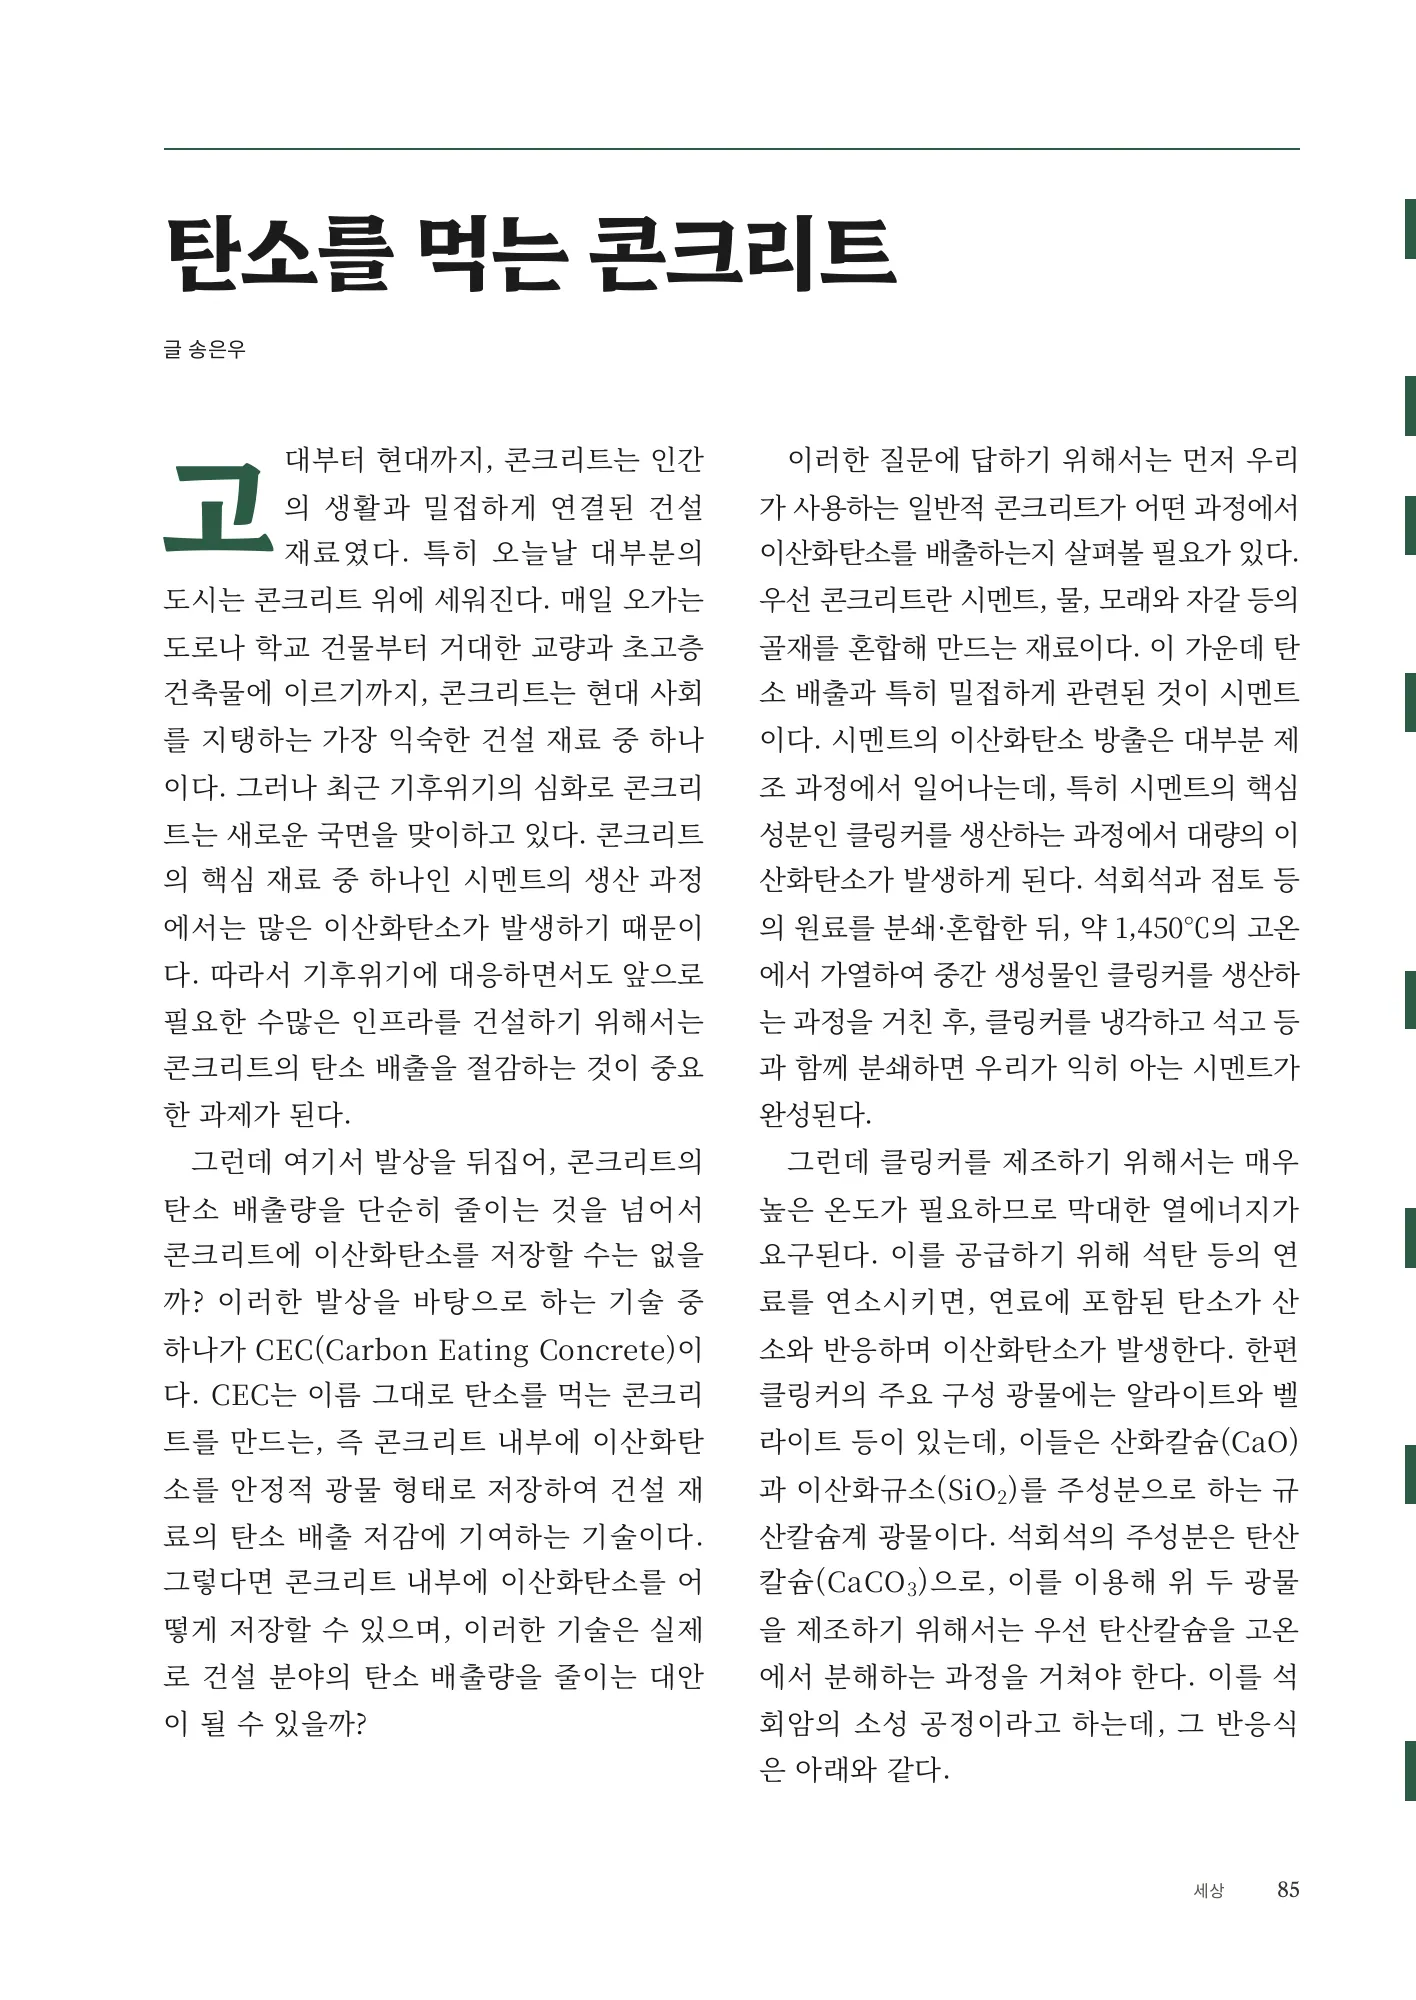 탄소를 먹는 콘크리트
글 송은우
고대부터 현대까지, 콘크리트는 인간
의 생활과 밀접하게 연결된 건설
재료였다. 특히 오늘날 대부분의
도시는 콘크리트 위에 세워진다. 매일 오가는
도로나 학교 건물부터 거대한 교량과 초고층
건축물에 이르기까지, 콘크리트는 현대 사회
를 지탱하는 가장 익숙한 건설 재료 중 하나
이다. 그러나 최근 기후위기의 심화로 콘크리
트는 새로운 국면을 맞이하고 있다. 콘크리트
의 핵심 재료 중 하나인 시멘트의 생산 과정
에서는 많은 이산화탄소가 발생하기 때문이
다. 따라서 기후위기에 대응하면서도 앞으로
필요한 수많은 인프라를 건설하기 위해서는
콘크리트의 탄소 배출을 절감하는 것이 중요
한 과제가 된다.
그런데 여기서 발상을 뒤집어, 콘크리트의
탄소 배출량을 단순히 줄이는 것을 넘어서
콘크리트에 이산화탄소를 저장할 수는 없을
까? 이러한 발상을 바탕으로 하는 기술 중
하나가 CEC(Carbon Eating Concrete)이
다. CEC는 이름 그대로 탄소를 먹는 콘크리
트를 만드는, 즉 콘크리트 내부에 이산화탄
소를 안정적 광물 형태로 저장하여 건설 재
료의 탄소 배출 저감에 기여하는 기술이다.
그렇다면 콘크리트 내부에 이산화탄소를 어
떻게 저장할 수 있으며, 이러한 기술은 실제
로 건설 분야의 탄소 배출량을 줄이는 대안
이 될 수 있을까?
이러한 질문에 답하기 위해서는 먼저 우리
가 사용하는 일반적 콘크리트가 어떤 과정에서
이산화탄소를 배출하는지 살펴볼 필요가 있다.
우선 콘크리트란 시멘트, 물, 모래와 자갈 등의
골재를 혼합해 만드는 재료이다. 이 가운데 탄
소 배출과 특히 밀접하게 관련된 것이 시멘트
이다. 시멘트의 이산화탄소 방출은 대부분 제
조 과정에서 일어나는데, 특히 시멘트의 핵심
성분인 클링커를 생산하는 과정에서 대량의 이
산화탄소가 발생하게 된다. 석회석과 점토 등
의 원료를 분쇄·혼합한 뒤, 약 1,450℃의 고온
에서 가열하여 중간 생성물인 클링커를 생산하
는 과정을 거친 후, 클링커를 냉각하고 석고 등
과 함께 분쇄하면 우리가 익히 아는 시멘트가
완성된다.
그런데 클링커를 제조하기 위해서는 매우
높은 온도가 필요하므로 막대한 열에너지가
요구된다. 이를 공급하기 위해 석탄 등의 연
료를 연소시키면, 연료에 포함된 탄소가 산
소와 반응하며 이산화탄소가 발생한다. 한편
클링커의 주요 구성 광물에는 알라이트와 벨
라이트 등이 있는데, 이들은 산화칼슘(CaO)
과 이산화규소(SiO₂)를 주성분으로 하는 규
산칼슘계 광물이다. 석회석의 주성분은 탄산
칼슘(CaCO₃)으로, 이를 이용해 위 두 광물
을 제조하기 위해서는 우선 탄산칼슘을 고온
에서 분해하는 과정을 거쳐야 한다. 이를 석
회암의 소성 공정이라고 하는데, 그 반응식
은 아래와 같다.
세상 85